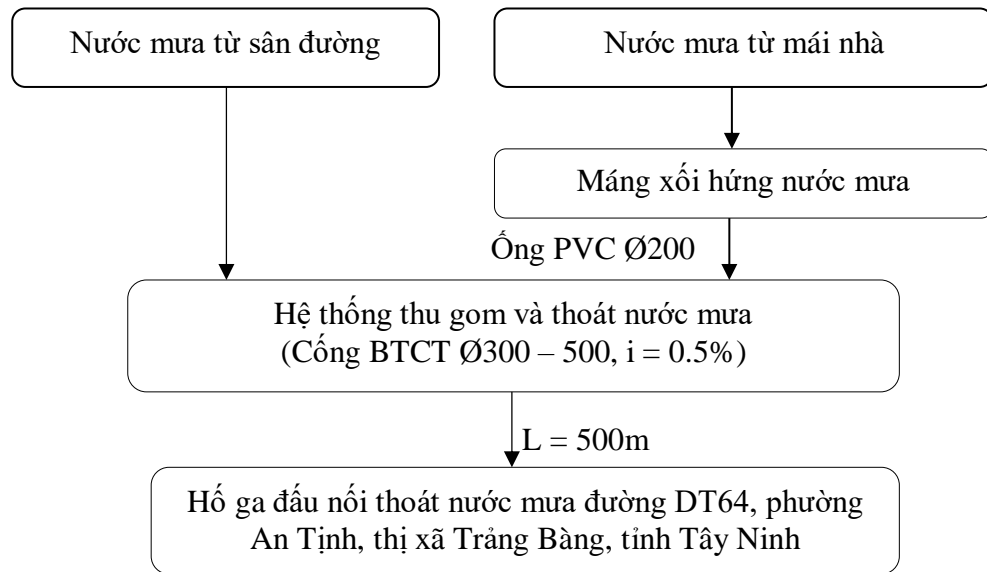 Nước mưa từ sân đường
Nước mưa từ mái nhà
Máng xối hứng nước mưa
Ống PVC Ø200
Hệ thống thu gom và thoát nước mưa
(Cống BTCT Ø300 – 500, i = 0.5%)
L = 500m
Hố ga đấu nối thoát nước mưa đường DT64, phường
An Tịnh, thị xã Trảng Bàng, tỉnh Tây Ninh